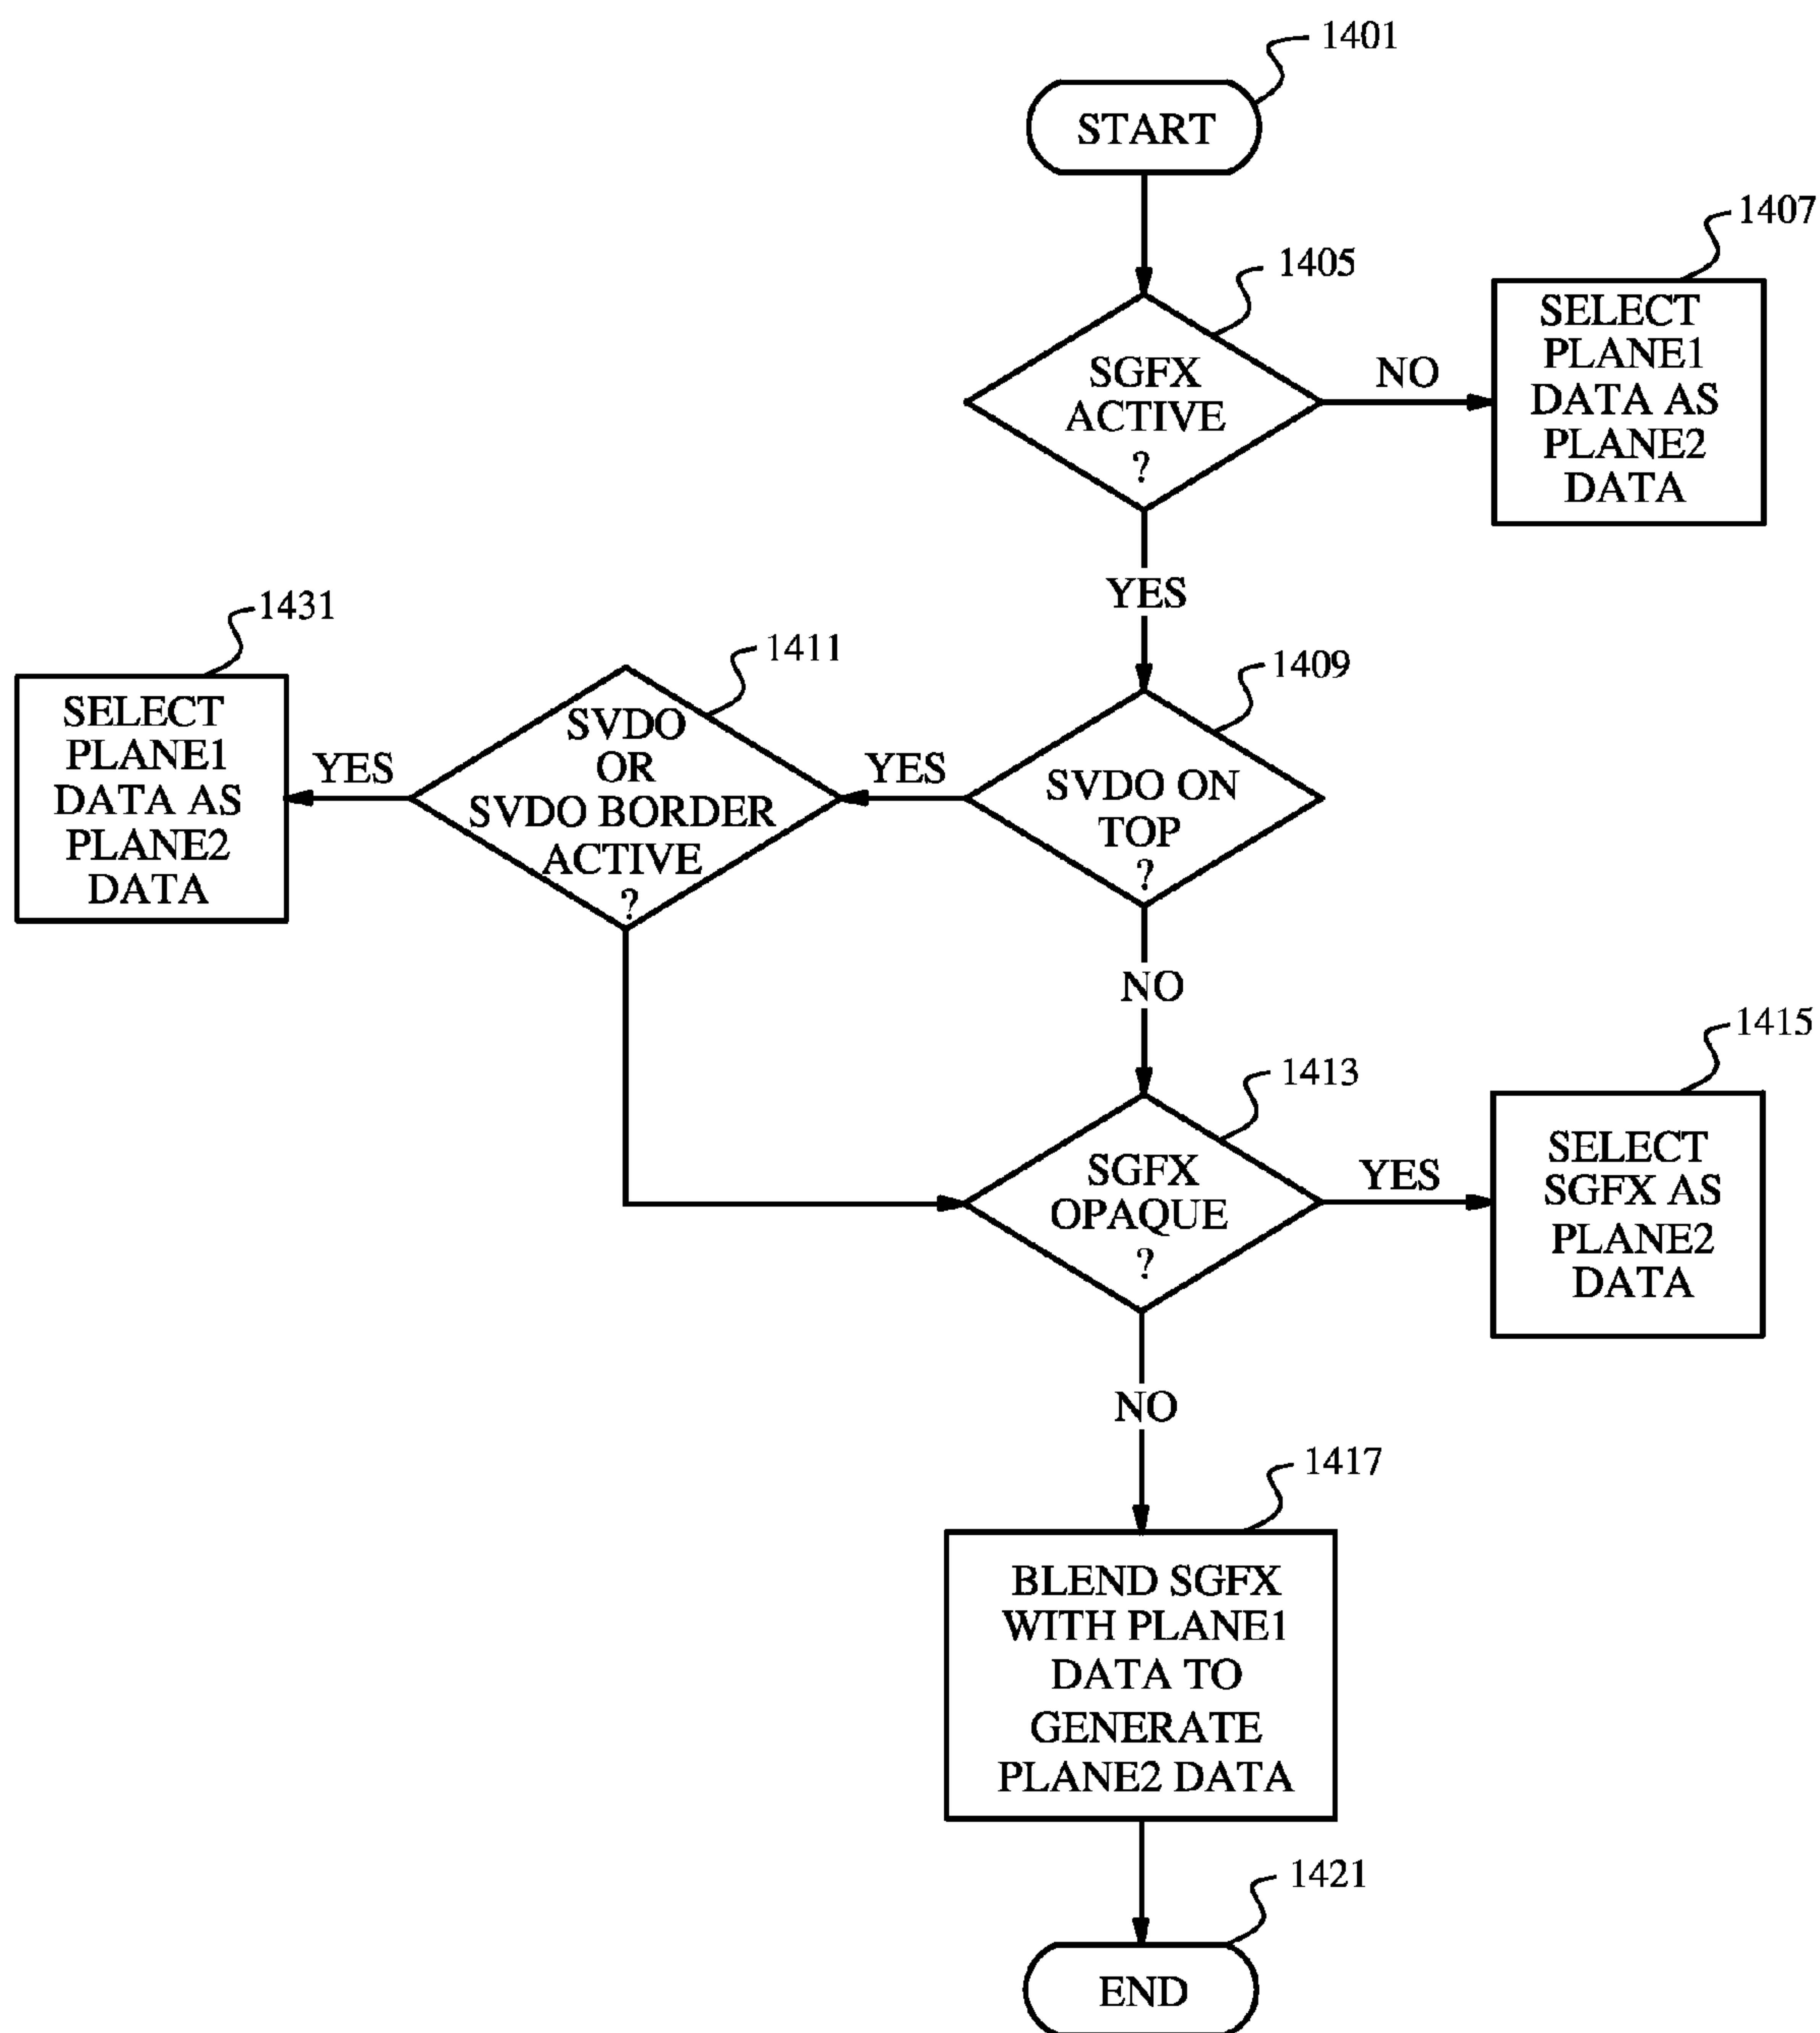 1401
START
1407
1405
SELECT
PLANE1
DATA AS
PLANE2
DATA
SGFX
ACTIVE
?
NO
YES
1431
1411
1409
SELECT
PLANE1
DATA AS
PLANE2
DATA
YES
SVDO
OR
SVDO BORDER
ACTIVE
?
YES
SVDO ON
TOP
?
NO
1415
1413
SGFX
OPAQUE
?
YES
SELECT
SGFX AS
PLANE2
DATA
NO
1417
BLEND SGFX
WITH PLANE1
DATA TO
GENERATE
PLANE2 DATA
1421
END